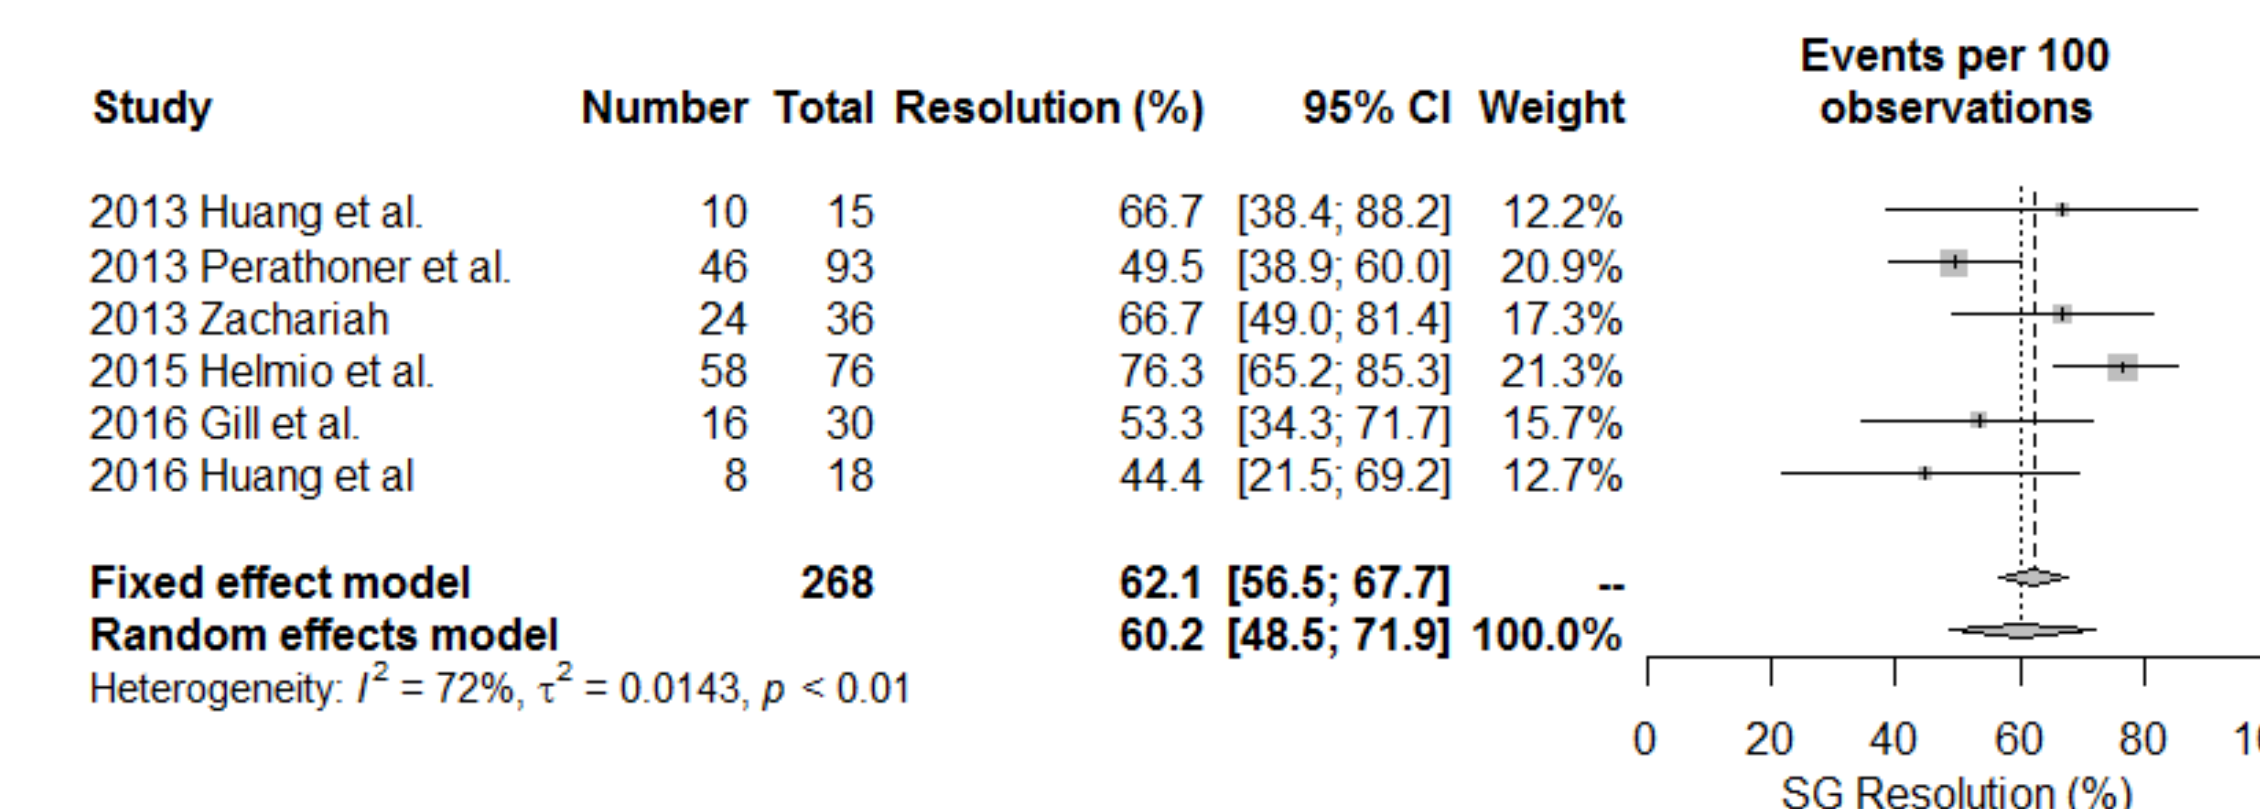 Events per 100
Study Number Total Resolution (%) 95% CI Weight observations
2013 Huang et al. 10 15 66.7 [38.4; 88.2] 12.2%
2013 Perathoner et al. 46 93 49.5 [38.9; 60.0] 20.9%
2013 Zachariah 24 36 66.7 [49.0; 81.4] 17.3%
2015 Helmio et al. 58 76 76.3 [65.2; 85.3] 21.3%
2016 Gill et al. 16 30 53.3 [34.3; 71.7] 15.7%
2016 Huang et al 8 18 44.4 [21.5; 69.2] 12.7%
Fixed effect model 268 62.1 [56.5; 67.7] --
Random effects model 60.2 [48.5; 71.9] 100.0%
Heterogeneity: I² = 72%, τ² = 0.0143, p < 0.01
0 20 40 60 80
SG Resolution (%)